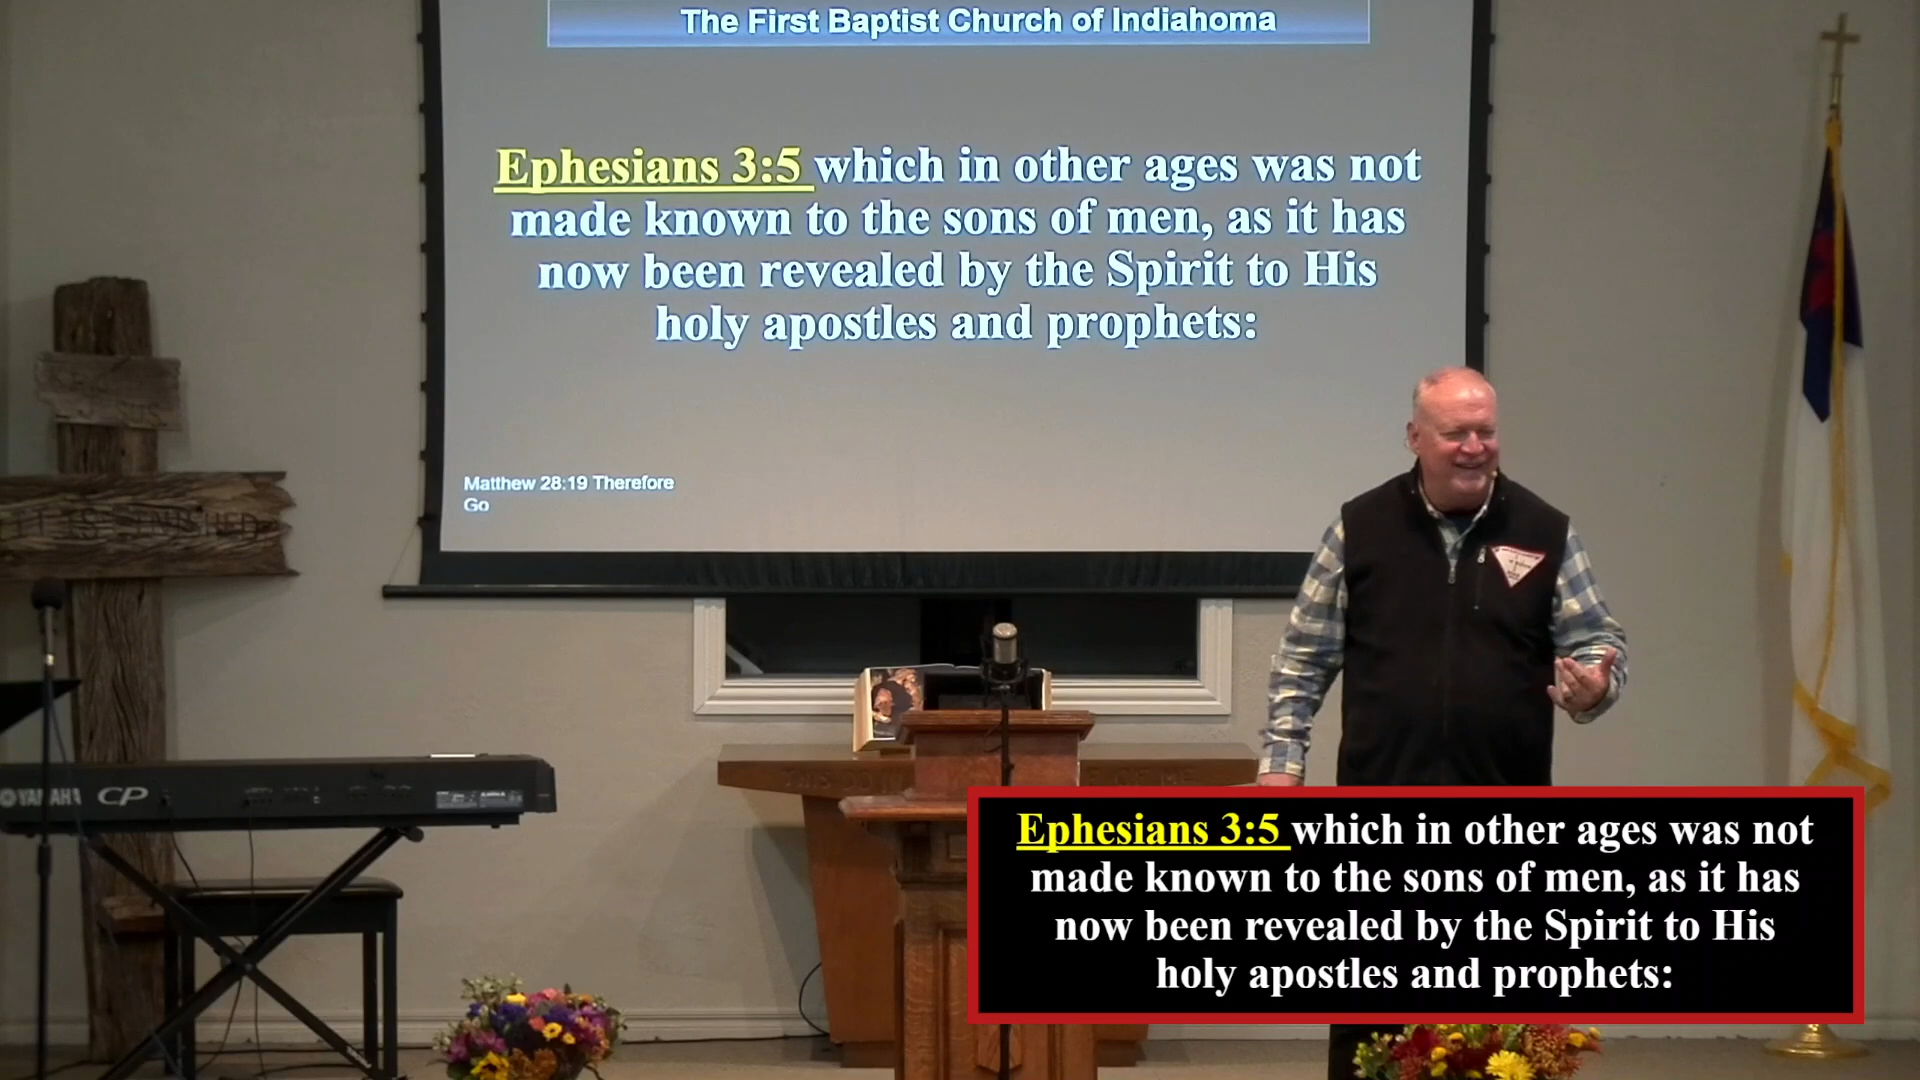 The First Baptist Church of Indiahoma
Ephesians 3:5 which in other ages was not
made known to the sons of men, as it has
now been revealed by the Spirit to His
holy apostles and prophets:
Matthew 28:19 Therefore
Go
IT IS FINISHED
YAMAHA CP
Ephesians 3:5 which in other ages was not
made known to the sons of men, as it has
now been revealed by the Spirit to His
holy apostles and prophets: